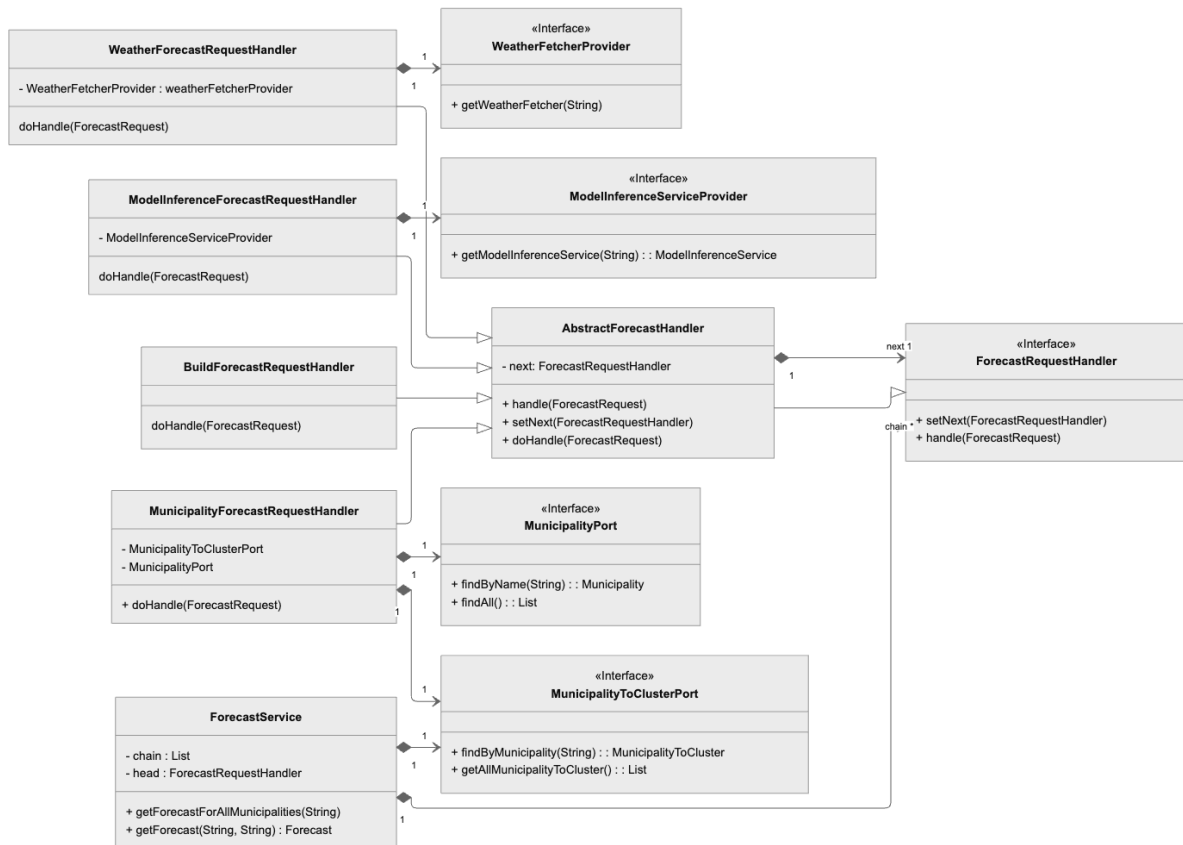 WeatherForecastRequestHandler
- WeatherFetcherProvider : weatherFetcherProvider
doHandle(ForecastRequest)
1
1
«Interface»
WeatherFetcherProvider
+ getWeatherFetcher(String)
ModelInferenceForecastRequestHandler
- ModelInferenceServiceProvider
doHandle(ForecastRequest)
1
1
«Interface»
ModelInferenceServiceProvider
+ getModelInferenceService(String) : : ModelInferenceService
BuildForecastRequestHandler
doHandle(ForecastRequest)
AbstractForecastHandler
- next: ForecastRequestHandler
+ handle(ForecastRequest)
+ setNext(ForecastRequestHandler)
+ doHandle(ForecastRequest)
next 1
1
chain *
«Interface»
ForecastRequestHandler
+ setNext(ForecastRequestHandler)
+ handle(ForecastRequest)
MunicipalityForecastRequestHandler
- MunicipalityToClusterPort
- MunicipalityPort
+ doHandle(ForecastRequest)
1
1
1
«Interface»
MunicipalityPort
+ findByName(String) : : Municipality
+ findAll() : : List
1
«Interface»
MunicipalityToClusterPort
+ findByMunicipality(String) : : MunicipalityToCluster
+ getAllMunicipalityToCluster() : : List
ForecastService
- chain : List
- head : ForecastRequestHandler
+ getForecastForAllMunicipalities(String)
+ getForecast(String, String) : Forecast
1
1
1